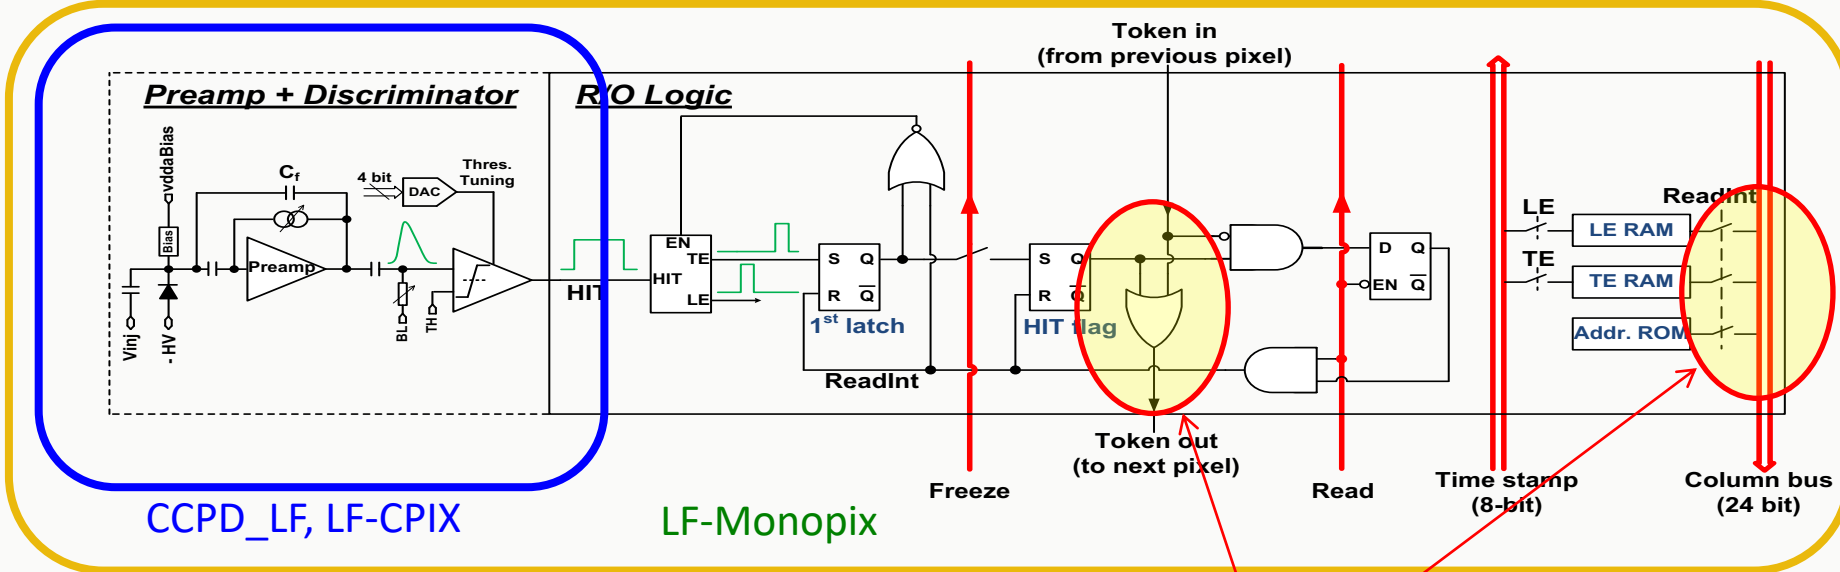 Token in
(from previous pixel)
Preamp + Discriminator
R/O Logic
vddaBias
Bias
Cf
4 bit
DAC
Thres.
Tuning
Preamp
Vinj
- HV
BL
TH
HIT
EN
TE
HIT
LE
S Q
R Q
1st latch
ReadInt
S Q
R Q
HIT flag
D Q
EN Q
LE
TE
ReadInt
LE RAM
TE RAM
Addr. ROM
Token out
(to next pixel)
Freeze
Read
Time stamp
(8-bit)
Column bus
(24 bit)
CCPD_LF, LF-CPIX
LF-Monopix